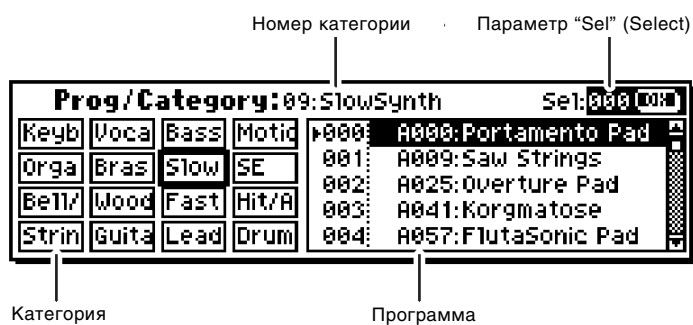 Номер категории Параметр “Sel” (Select)
Prog/Category:09:SlowSynth Sel:000 OK
Keyb Voca Bass Motic 000: A000:Portamento Pad
Orga Bras Slow SE 001: A009:Saw Strings
Bell/ Wood Fast Hit/A 002: A025:Overture Pad
Strin Guita Lead Drum 003: A041:Korgmatose
004: A057:FlutaSonic Pad
Категория Программа